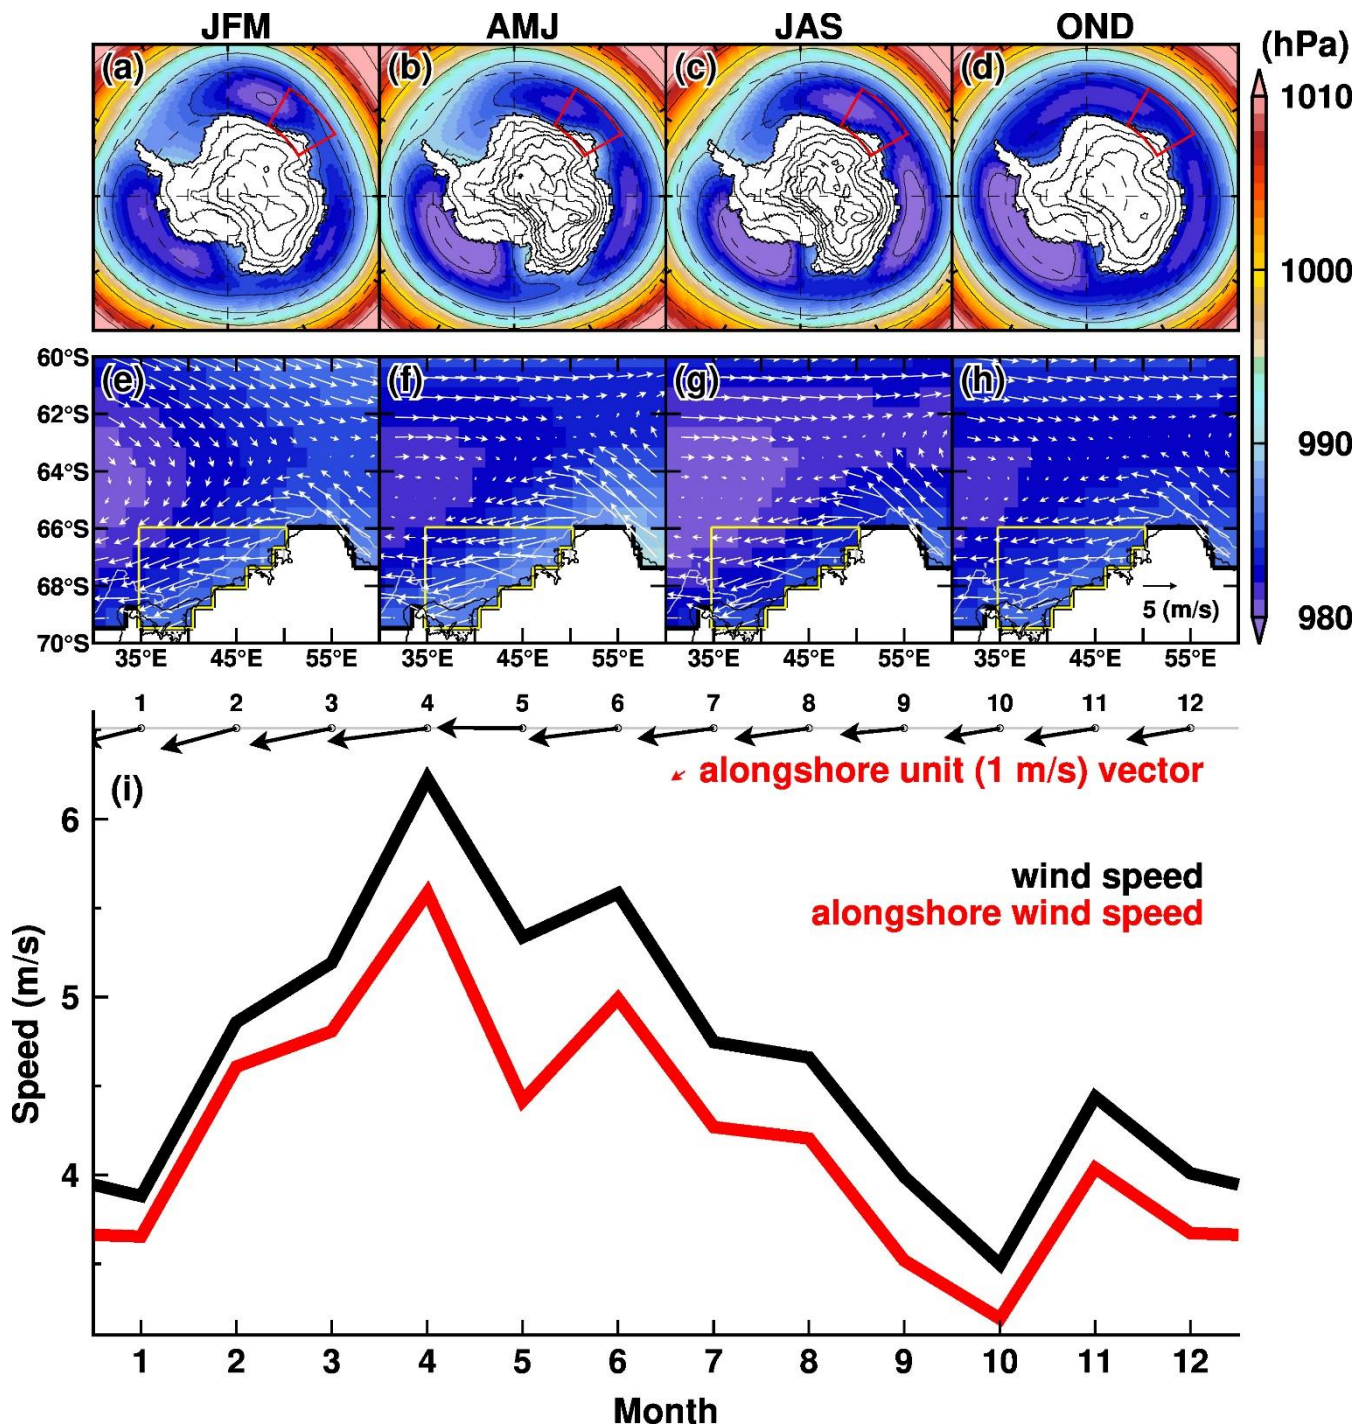 JFM AMJ JAS OND
(hPa)
(a) (b) (c) (d)
1010
1000
990
980
60°S
62°S
64°S
66°S
68°S
70°S
(e) (f) (g) (h)
5 (m/s)
35°E 45°E 55°E 35°E 45°E 55°E 35°E 45°E 55°E 35°E 45°E 55°E
1 2 3 4 5 6 7 8 9 10 11 12
alongshore unit (1 m/s) vector
(i)
wind speed
alongshore wind speed
Speed (m/s)
6
5
4
1 2 3 4 5 6 7 8 9 10 11 12
Month